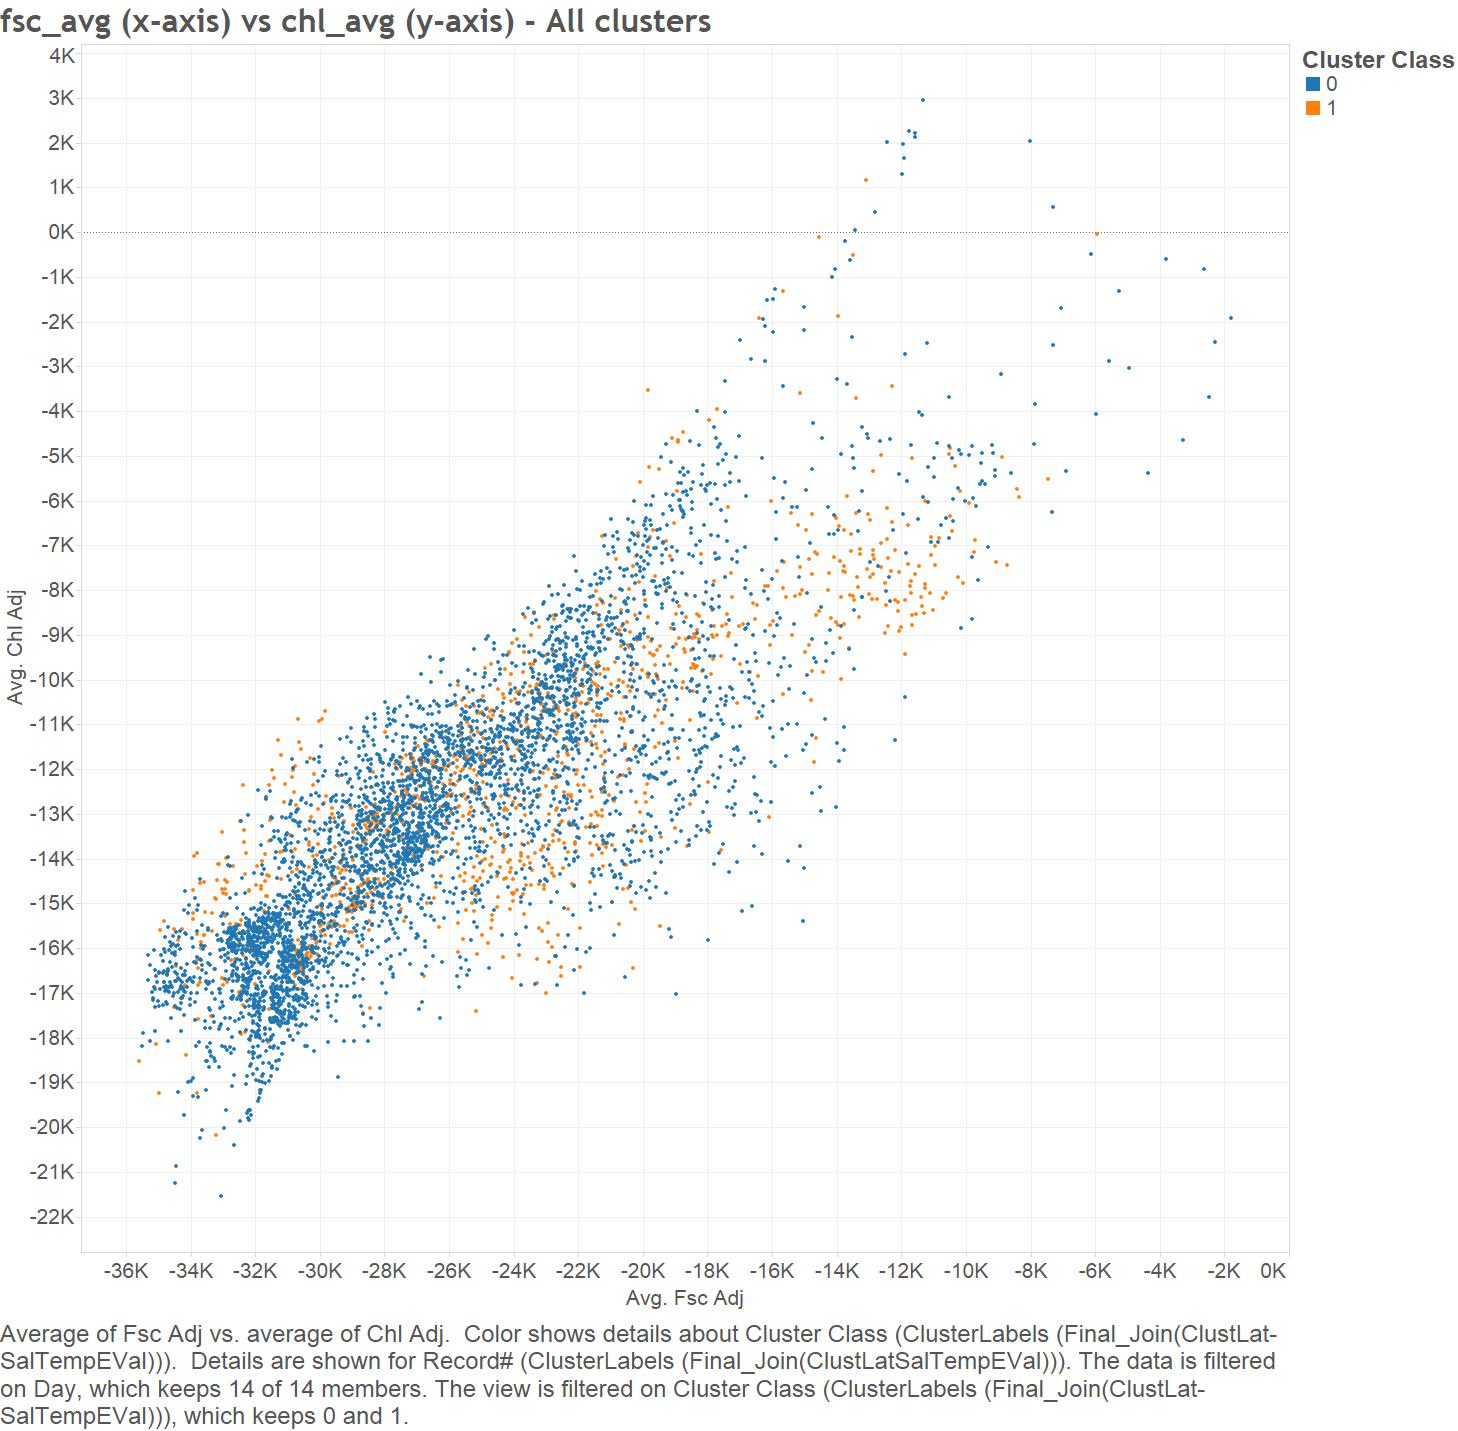 fsc_avg (x-axis) vs chl_avg (y-axis) - All clusters
Cluster Class
0
1
4K
3K
2K
1K
0K
-1K
-2K
-3K
-4K
-5K
-6K
-7K
-8K
-9K
-10K
-11K
-12K
-13K
-14K
-15K
-16K
-17K
-18K
-19K
-20K
-21K
-22K
Avg. Chl Adj
-36K -34K -32K -30K -28K -26K -24K -22K -20K -18K -16K -14K -12K -10K -8K -6K -4K -2K 0K
Avg. Fsc Adj
Average of Fsc Adj vs. average of Chl Adj.  Color shows details about Cluster Class (ClusterLabels (Final_Join(ClustLat-
SalTempEVal))).  Details are shown for Record# (ClusterLabels (Final_Join(ClustLatSalTempEVal))). The data is filtered
on Day, which keeps 14 of 14 members. The view is filtered on Cluster Class (ClusterLabels (Final_Join(ClustLat-
SalTempEVal))), which keeps 0 and 1.